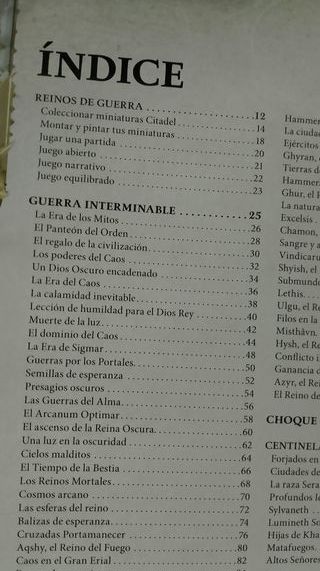 ÍNDICE
REINOS DE GUERRA ..................... 12
Coleccionar miniaturas Citadel ..................... 14
Montar y pintar tus miniaturas ..................... 18
Jugar una partida ..................... 20
Juego abierto ..................... 21
Juego narrativo ..................... 22
Juego equilibrado ..................... 23
GUERRA INTERMINABLE ..................... 25
La Era de los Mitos ..................... 26
El Panteón del Orden ..................... 28
El regalo de la civilización ..................... 30
Los poderes del Caos ..................... 32
Un Dios Oscuro encadenado ..................... 34
La Era del Caos ..................... 36
La calamidad inevitable ..................... 38
Lección de humildad para el Dios Rey ..................... 40
Muerte de la luz ..................... 42
El dominio del Caos ..................... 44
La Era de Sigmar ..................... 48
Guerras por los Portales ..................... 50
Semillas de esperanza ..................... 52
Presagios oscuros ..................... 54
Las Guerras del Alma ..................... 56
El Arcanum Optimar ..................... 58
El ascenso de la Reina Oscura ..................... 60
Una luz en la oscuridad ..................... 62
Cielos malditos ..................... 64
El Tiempo de la Bestia ..................... 66
Los Reinos Mortales ..................... 68
Cosmos arcano ..................... 70
Las esferas del reino ..................... 72
Balizas de esperanza ..................... 74
Cruzadas Portamanecer ..................... 76
Aqshy, el Reino del Fuego ..................... 80
Caos en el Gran Erial ..................... 82
Hammer
La ciuda
Ejércitos
Ghyran,
Tierras d
Hammer
Ghur, el R
La natura
Excelsis
Chamon,
Sangre y a
Vindicaru
Shyish, el
Submundo
Lethis
Ulgu, el Re
Filos en la
Misthåvn
Hysh, el Re
Conflicto i
Ganancia d
Azyr, el Rei
El Reino de
CHOQUE
CENTINELA
Forjados en
Ciudades de
La raza Sera
Profundos I
Sylvaneth
Lumineth So
Hijas de Kha
Matafuegos
Altos Señores